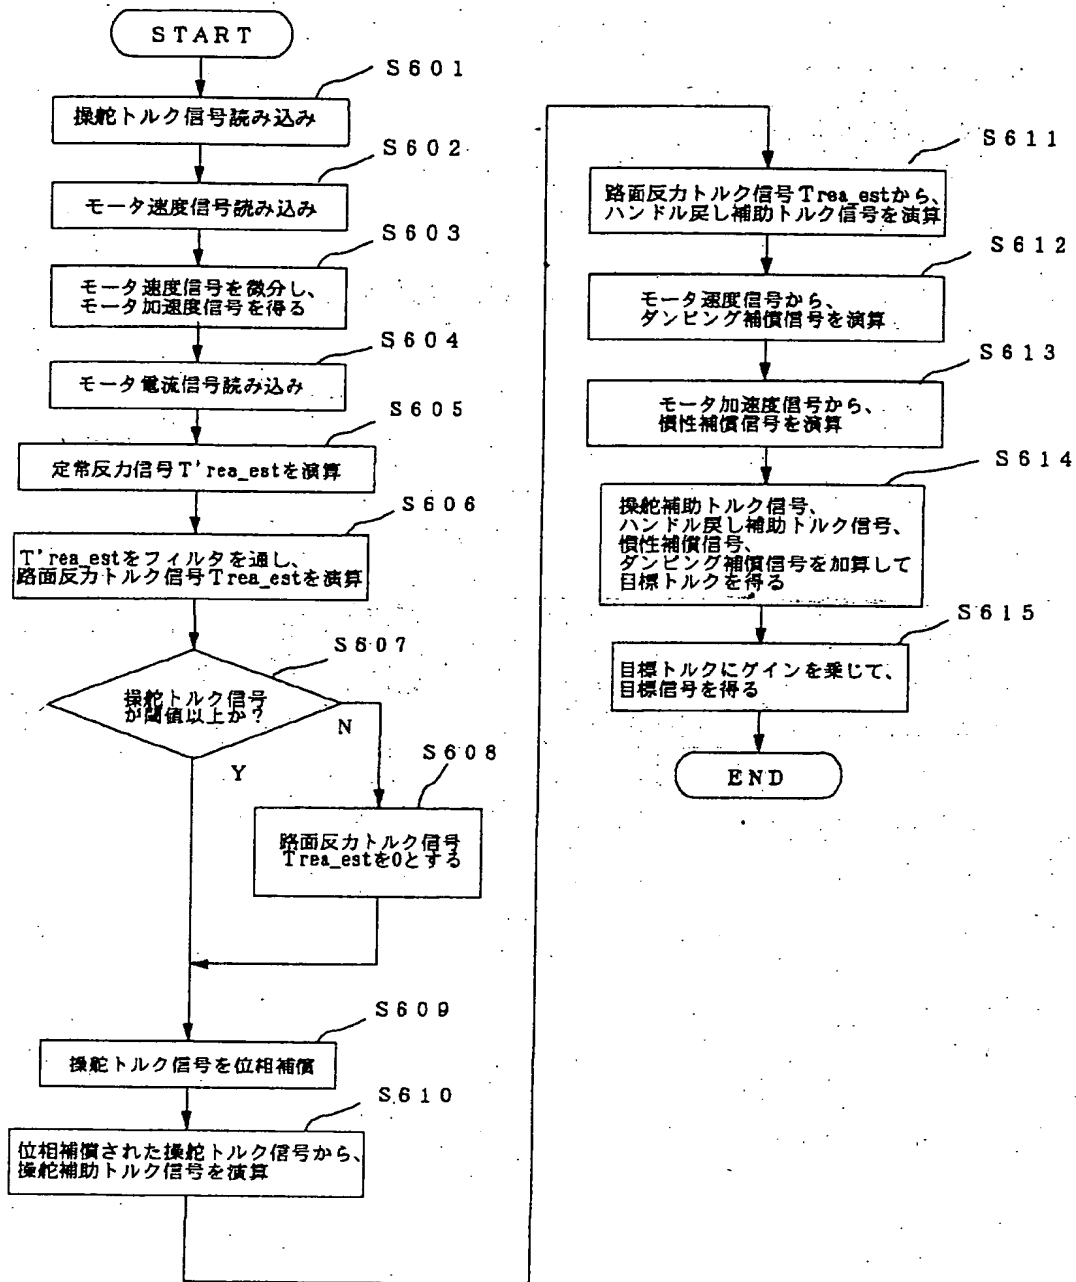 START
S601
操舵トルク信号読み込み
S602
モータ速度信号読み込み
S603
モータ速度信号を微分し、
モータ加速度信号を得る
S604
モータ電流信号読み込み
S605
定常反力信号T'rea_estを演算
S606
T'rea_estをフィルタを通し、
路面反力トルク信号Trea_estを演算
S607
操舵トルク信号
が閾値以上か？
N
Y
S608
路面反力トルク信号
Trea_estを0とする
S609
操舵トルク信号を位相補償
S610
位相補償された操舵トルク信号から、
操舵補助トルク信号を演算
S611
路面反力トルク信号Trea_estから、
ハンドル戻し補助トルク信号を演算
S612
モータ速度信号から、
ダンピング補償信号を演算
S613
モータ加速度信号から、
慣性補償信号を演算
S614
操舵補助トルク信号、
ハンドル戻し補助トルク信号、
慣性補償信号、
ダンピング補償信号を加算して
目標トルクを得る
S615
目標トルクにゲインを乗じて、
目標信号を得る
END